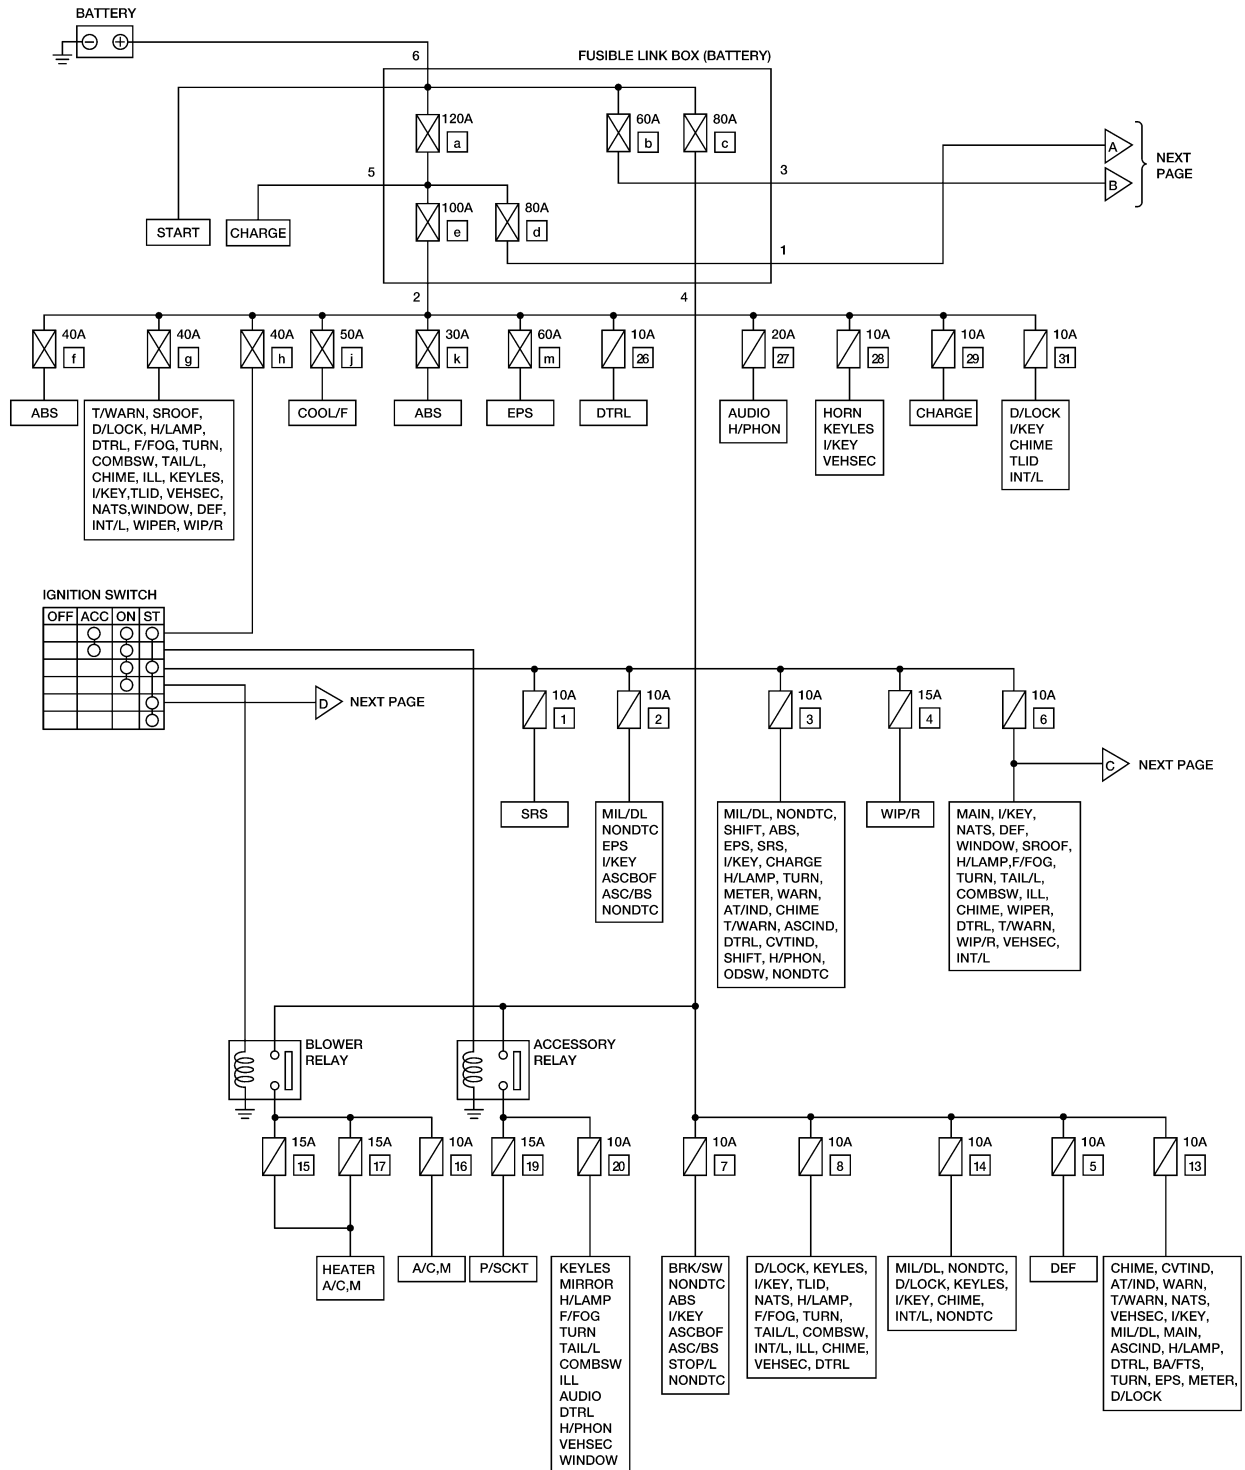 BATTERY
6
FUSIBLE LINK BOX (BATTERY)
120A
a
60A
b
80A
c
A
NEXT
PAGE
5
3
B
100A
e
80A
d
START
CHARGE
1
2
4
40A
f
40A
g
40A
h
50A
j
30A
k
60A
m
10A
26
20A
27
10A
28
10A
29
10A
31
ABS
T/WARN, SROOF,
D/LOCK, H/LAMP,
DTRL, F/FOG, TURN,
COMBSW, TAIL/L,
CHIME, ILL, KEYLES,
I/KEY,TLID, VEHSEC,
NATS,WINDOW, DEF,
INT/L, WIPER, WIP/R
COOL/F
ABS
EPS
DTRL
AUDIO
H/PHON
HORN
KEYLES
I/KEY
VEHSEC
CHARGE
D/LOCK
I/KEY
CHIME
TLID
INT/L
IGNITION SWITCH
OFF ACC ON ST
D
NEXT PAGE
10A
1
10A
2
10A
3
15A
4
10A
6
C
NEXT PAGE
SRS
MIL/DL
NONDTC
EPS
I/KEY
ASCBOF
ASC/BS
NONDTC
MIL/DL, NONDTC,
SHIFT, ABS,
EPS, SRS,
I/KEY, CHARGE
H/LAMP, TURN,
METER, WARN,
AT/IND, CHIME
T/WARN, ASCIND,
DTRL, CVTIND,
SHIFT, H/PHON,
ODSW, NONDTC
WIP/R
MAIN, I/KEY,
NATS, DEF,
WINDOW, SROOF,
H/LAMP,F/FOG,
TURN, TAIL/L,
COMBSW, ILL,
CHIME, WIPER,
DTRL, T/WARN,
WIP/R, VEHSEC,
INT/L
BLOWER
RELAY
ACCESSORY
RELAY
15A
15
15A
17
10A
16
15A
19
10A
20
10A
7
10A
8
10A
14
10A
5
10A
13
HEATER
A/C,M
A/C,M
P/SCKT
KEYLES
MIRROR
H/LAMP
F/FOG
TURN
TAIL/L
COMBSW
ILL
AUDIO
DTRL
H/PHON
VEHSEC
WINDOW
BRK/SW
NONDTC
ABS
I/KEY
ASCBOF
ASC/BS
STOP/L
NONDTC
D/LOCK, KEYLES,
I/KEY, TLID,
NATS, H/LAMP,
F/FOG, TURN,
TAIL/L, COMBSW,
INT/L, ILL, CHIME,
VEHSEC, DTRL
MIL/DL, NONDTC,
D/LOCK, KEYLES,
I/KEY, CHIME,
INT/L, NONDTC
DEF
CHIME, CVTIND,
AT/IND, WARN,
T/WARN, NATS,
VEHSEC, I/KEY,
MIL/DL, MAIN,
ASCIND, H/LAMP,
DTRL, BA/FTS,
TURN, EPS, METER,
D/LOCK